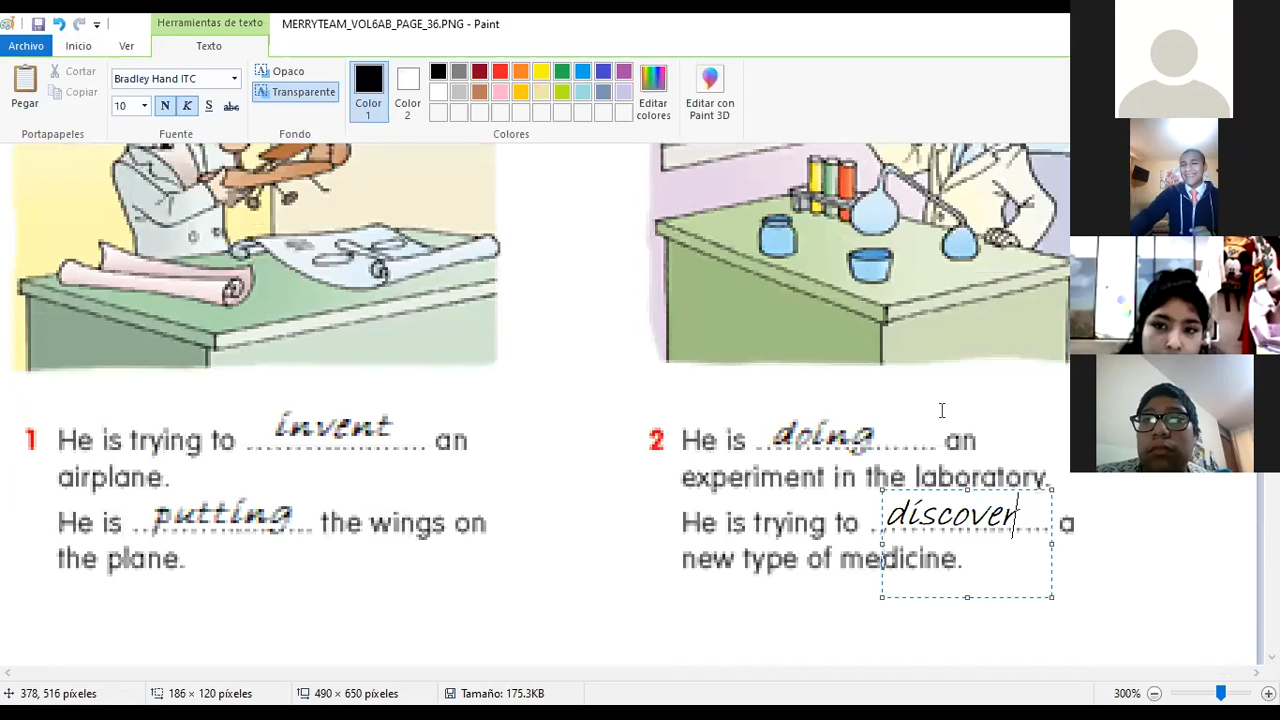 Herramientas de texto
MERRYTEAM_VOL6AB_PAGE_36.PNG - Paint
Archivo Inicio Ver Texto
Pegar
Cortar
Copiar
Portapapeles
Bradley Hand ITC
10 N K S abc
Fuente
Opaco
Transparente
Fondo
Color 1
Color 2
Editar colores
Editar con Paint 3D
Colores
1 He is trying to invent an
airplane.
He is putting the wings on
the plane.
2 He is doing an
experiment in the laboratory.
He is trying to discover a
new type of medicine.
378, 516 píxeles 186 × 120 píxeles 490 × 650 píxeles Tamaño: 175.3KB 300%